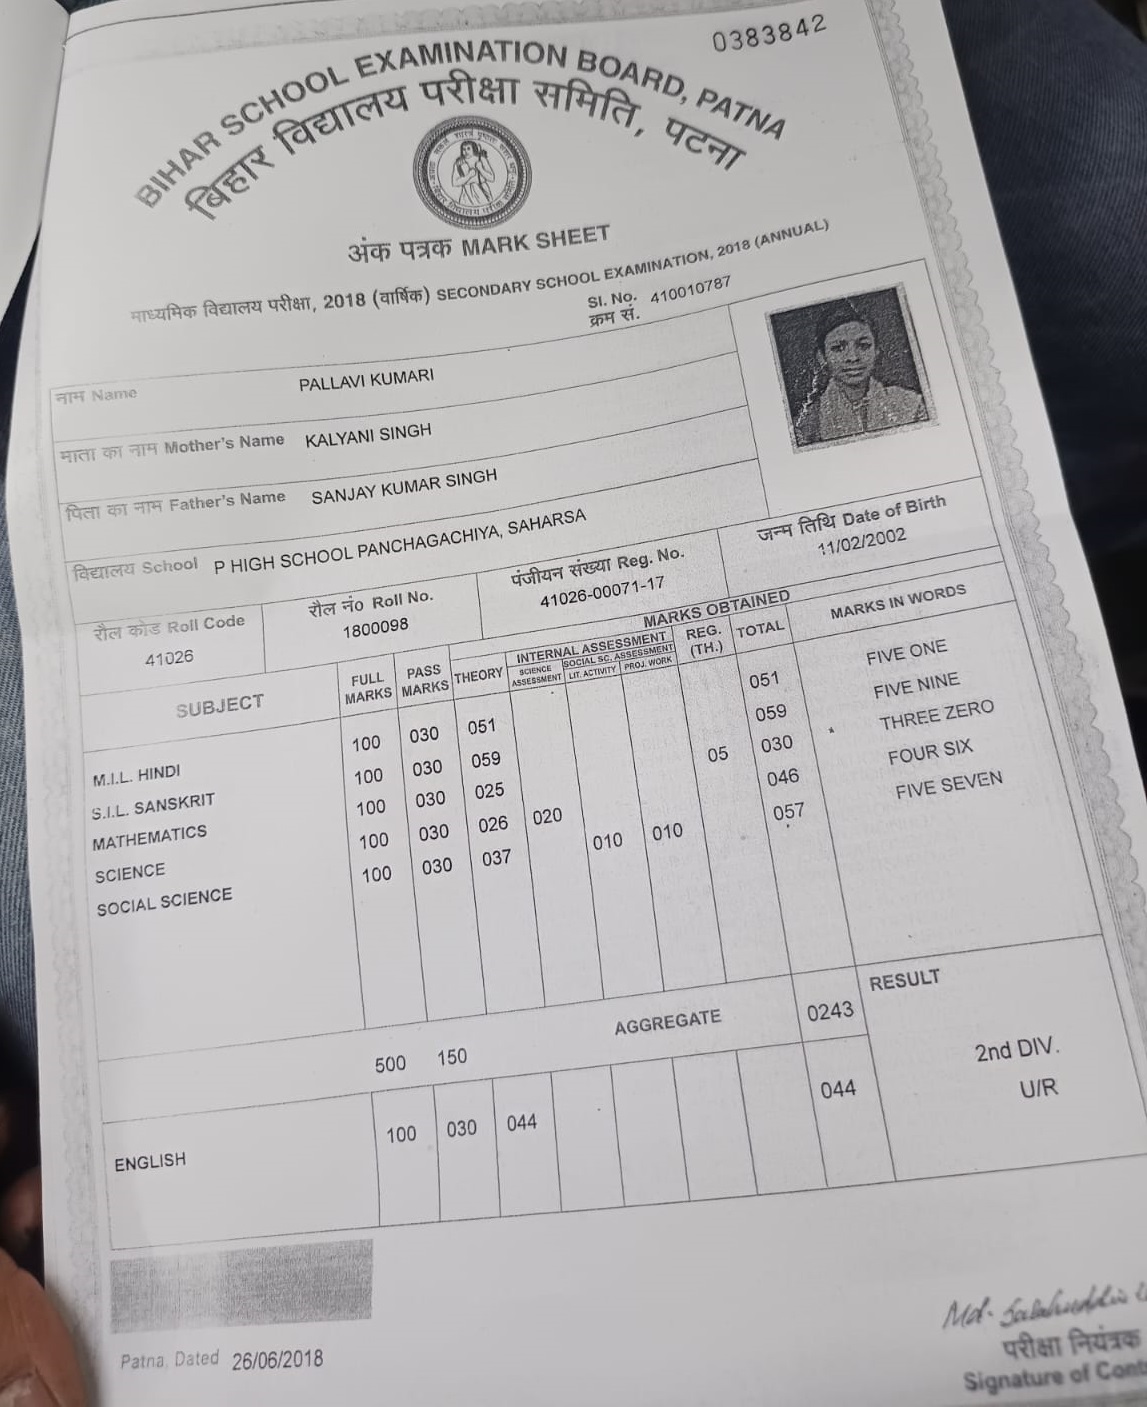 0383842
BIHAR SCHOOL EXAMINATION BOARD, PATNA
बिहार विद्यालय परीक्षा समिति, पटना
अंक पत्रक MARK SHEET
माध्यमिक विद्यालय परीक्षा, 2018 (वार्षिक) SECONDARY SCHOOL EXAMINATION, 2018 (ANNUAL)
SI. No. 410010787
क्रम सं.
नाम Name PALLAVI KUMARI
माता का नाम Mother's Name KALYANI SINGH
पिता का नाम Father's Name SANJAY KUMAR SINGH
विद्यालय School P HIGH SCHOOL PANCHAGACHIYA, SAHARSA
रौल कोड Roll Code रौल नं० Roll No. पंजीयन संख्या Reg. No. जन्म तिथि Date of Birth
41026 1800098 41026-00071-17 11/02/2002
SUBJECT FULL MARKS PASS MARKS MARKS OBTAINED MARKS IN WORDS
THEORY INTERNAL ASSESSMENT REG. (TH.) TOTAL
SCIENCE ASSESSMENT SOCIAL SC. ASSESSMENT
LIT. ACTIVITY PROJ. WORK
M.I.L. HINDI 100 030 051 051 FIVE ONE
S.I.L. SANSKRIT 100 030 059 059 FIVE NINE
MATHEMATICS 100 030 025 05 030 THREE ZERO
SCIENCE 100 030 026 020 046 FOUR SIX
SOCIAL SCIENCE 100 030 037 010 010 057 FIVE SEVEN
500 150 AGGREGATE 0243 RESULT
2nd DIV.
U/R
ENGLISH 100 030 044 044
Patna, Dated 26/06/2018
Md.
परीक्षा नियंत्रक
Signature of